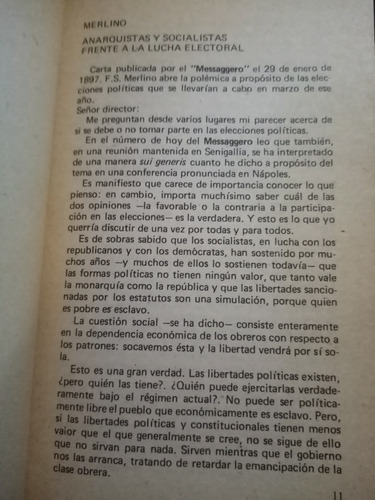 MERLINO
ANARQUISTAS Y SOCIALISTAS
FRENTE A LA LUCHA ELECTORAL
Carta publicada por el "Messaggero" el 29 de enero de
1897. F.S. Merlino abre la polémica a propósito de las elec-
ciones políticas que se llevarían a cabo en marzo de ese
año.
Señor director:
Me preguntan desde varios lugares mi parecer acerca de
si se debe o no tomar parte en las elecciones políticas.
En el número de hoy del Messaggero leo que también,
en una reunión mantenida en Senigallia, se ha interpretado
de una manera sui generis cuanto he dicho a propósito del
tema en una conferencia pronunciada en Nápoles.
Es manifiesto que carece de importancia conocer lo que
pienso: en cambio, importa muchísimo saber cuál de las
dos opiniones —la favorable o la contraria a la participa-
ción en las elecciones— es la verdadera. Y esto es lo que yo
querría discutir de una vez por todas y para todos.
Es de sobras sabido que los socialistas, en lucha con los
republicanos y con los demócratas, han sostenido por mu-
chos años —y muchos de ellos lo sostienen todavía— que
las formas políticas no tienen ningún valor, que tanto vale
la monarquía como la república y que las libertades sancio-
nadas por los estatutos son una simulación, porque quien
es pobre es esclavo.
La cuestión social —se ha dicho— consiste enteramente
en la dependencia económica de los obreros con respecto a
los patrones: socavemos ésta y la libertad vendrá por sí so-
la.
Esto es una gran verdad. Las libertades políticas existen,
¿pero quién las tiene?. ¿Quién puede ejercitarlas verdade-
ramente bajo el régimen actual?. No puede ser política-
mente libre el pueblo que económicamente es esclavo. Pero,
si las libertades políticas y constitucionales tienen menos
valor que el que generalmente se cree, no se sigue de ello
que no sirvan para nada. Sirven mientras que el gobierno
nos las arranca, tratando de retardar la emancipación de la
clase obrera.
11